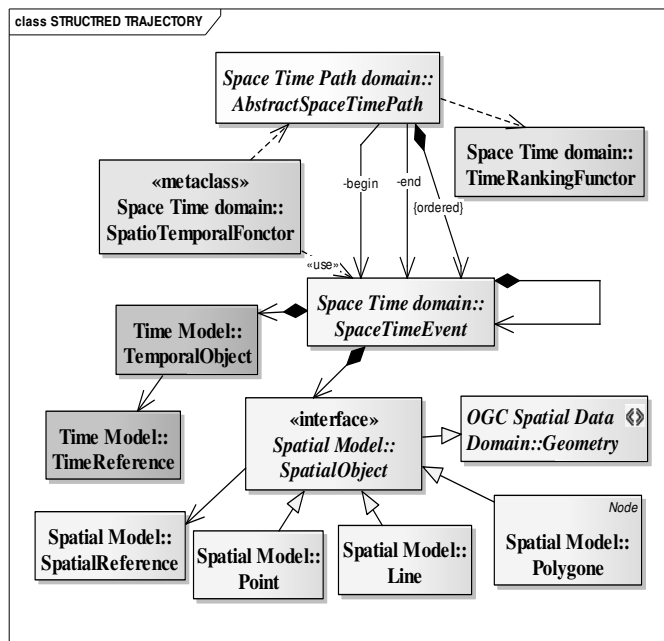 class STRUCTRED TRAJECTORY
Space Time Path domain::
AbstractSpaceTimePath
Space Time domain::
TimeRankingFunctor
«metaclass»
Space Time domain::
SpatioTemporalFonctor
-begin
-end
{ordered}
«use»
Space Time domain::
SpaceTimeEvent
Time Model::
TemporalObject
Time Model::
TimeReference
«interface»
Spatial Model::
SpatialObject
OGC Spatial Data
Domain::Geometry
Spatial Model::
SpatialReference
Spatial Model::
Point
Spatial Model::
Line
Node
Spatial Model::
Polygone